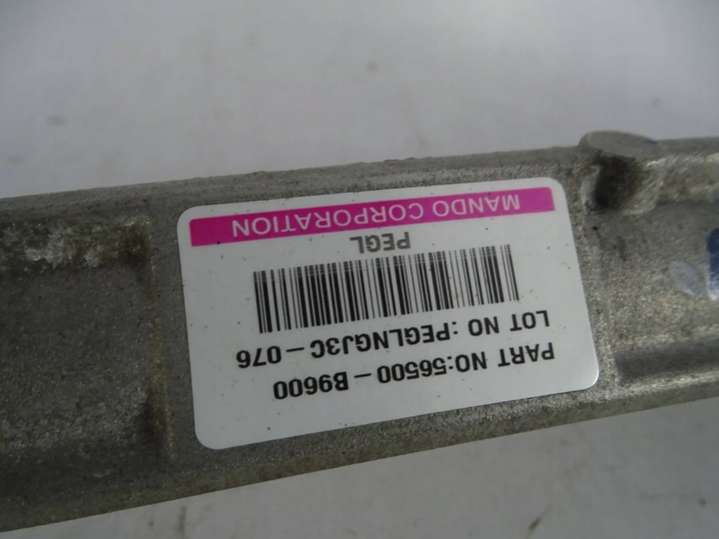 MANDO CORPORATION
PEGL
LOT NO :PEGLNGJ3C-076
PART NO:56500-B9600